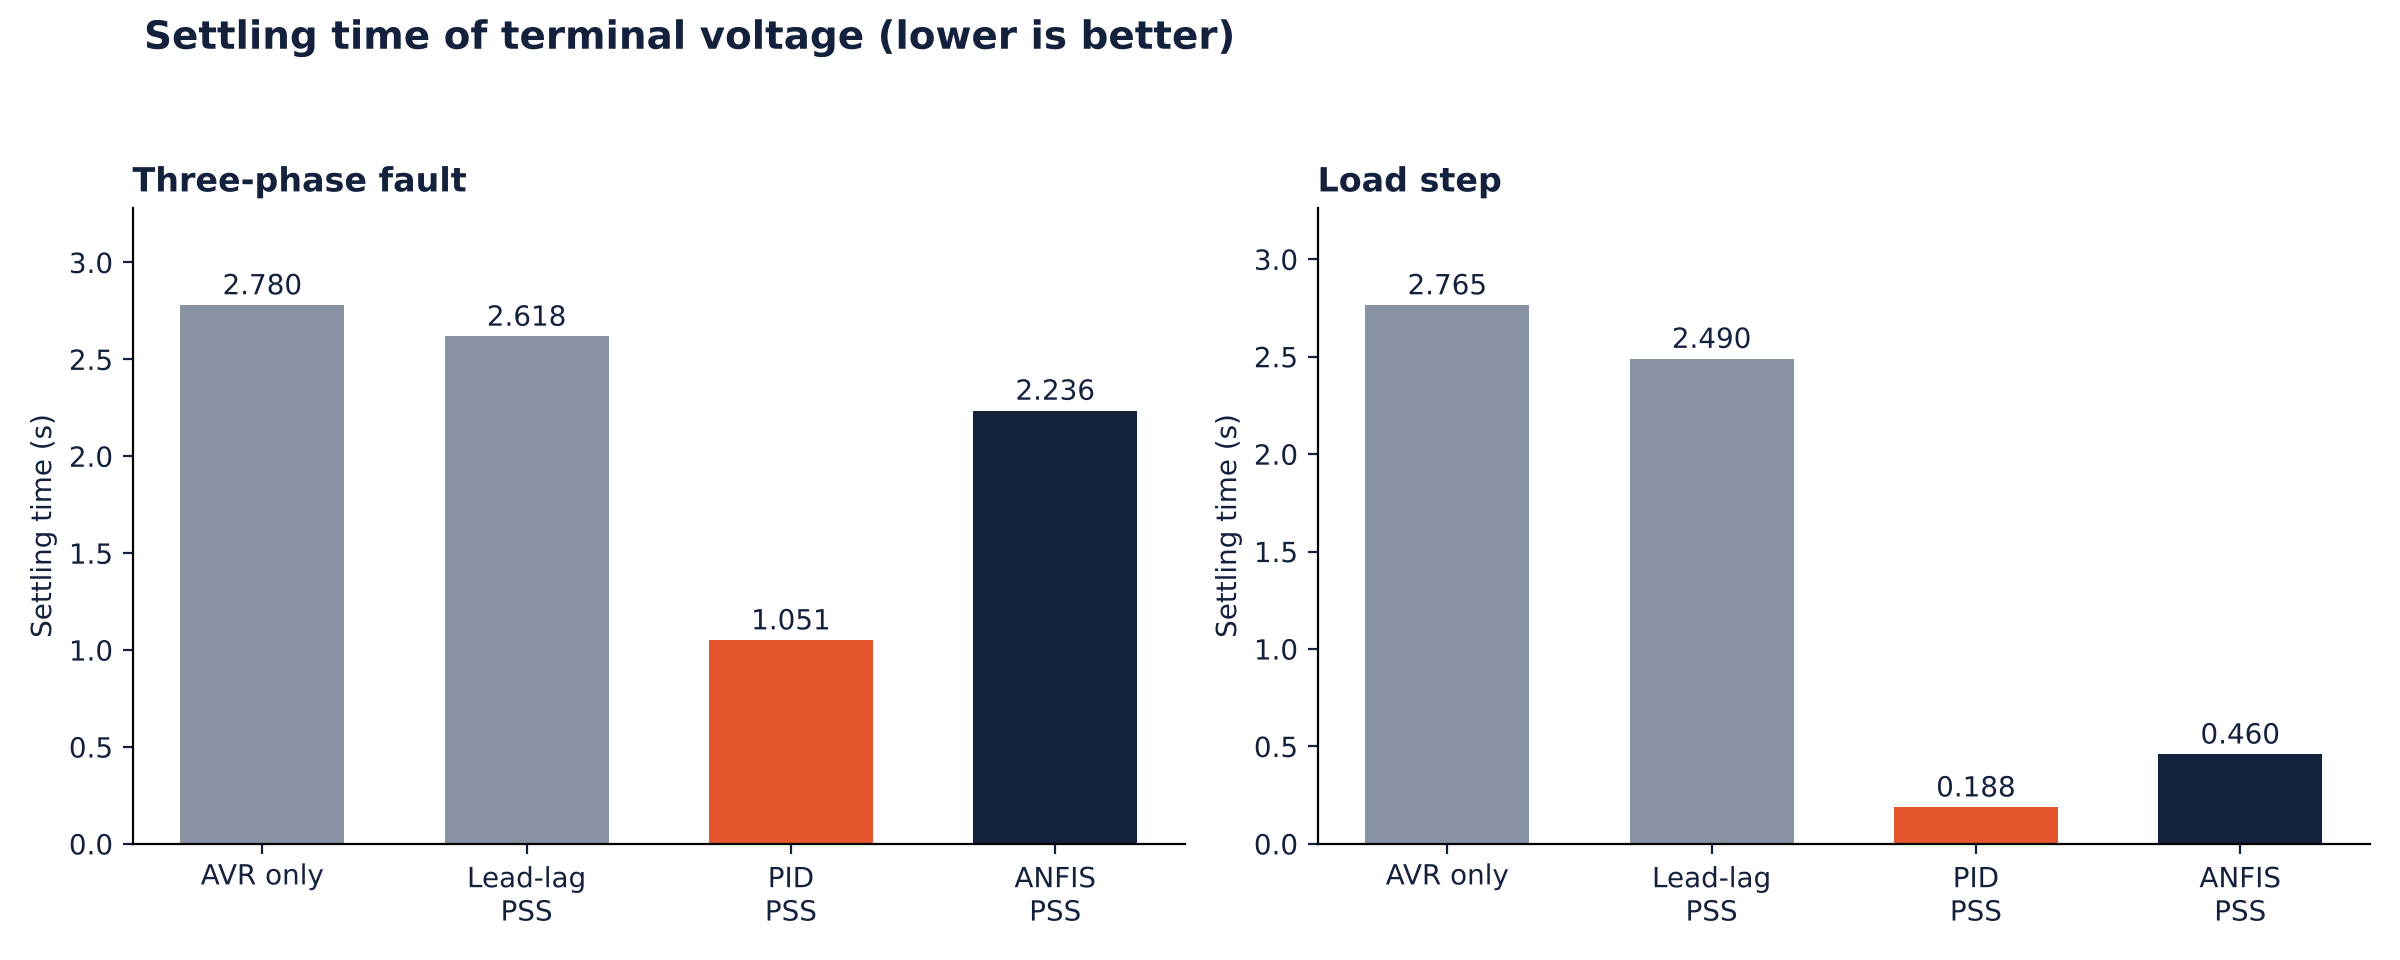 Settling time of terminal voltage (lower is better)
Three-phase fault
Settling time (s)
3.0
2.5
2.0
1.5
1.0
0.5
0.0
2.780
2.618
1.051
2.236
AVR only
Lead-lag
PSS
PID
PSS
ANFIS
PSS
Load step
Settling time (s)
3.0
2.5
2.0
1.5
1.0
0.5
0.0
2.765
2.490
0.188
0.460
AVR only
Lead-lag
PSS
PID
PSS
ANFIS
PSS